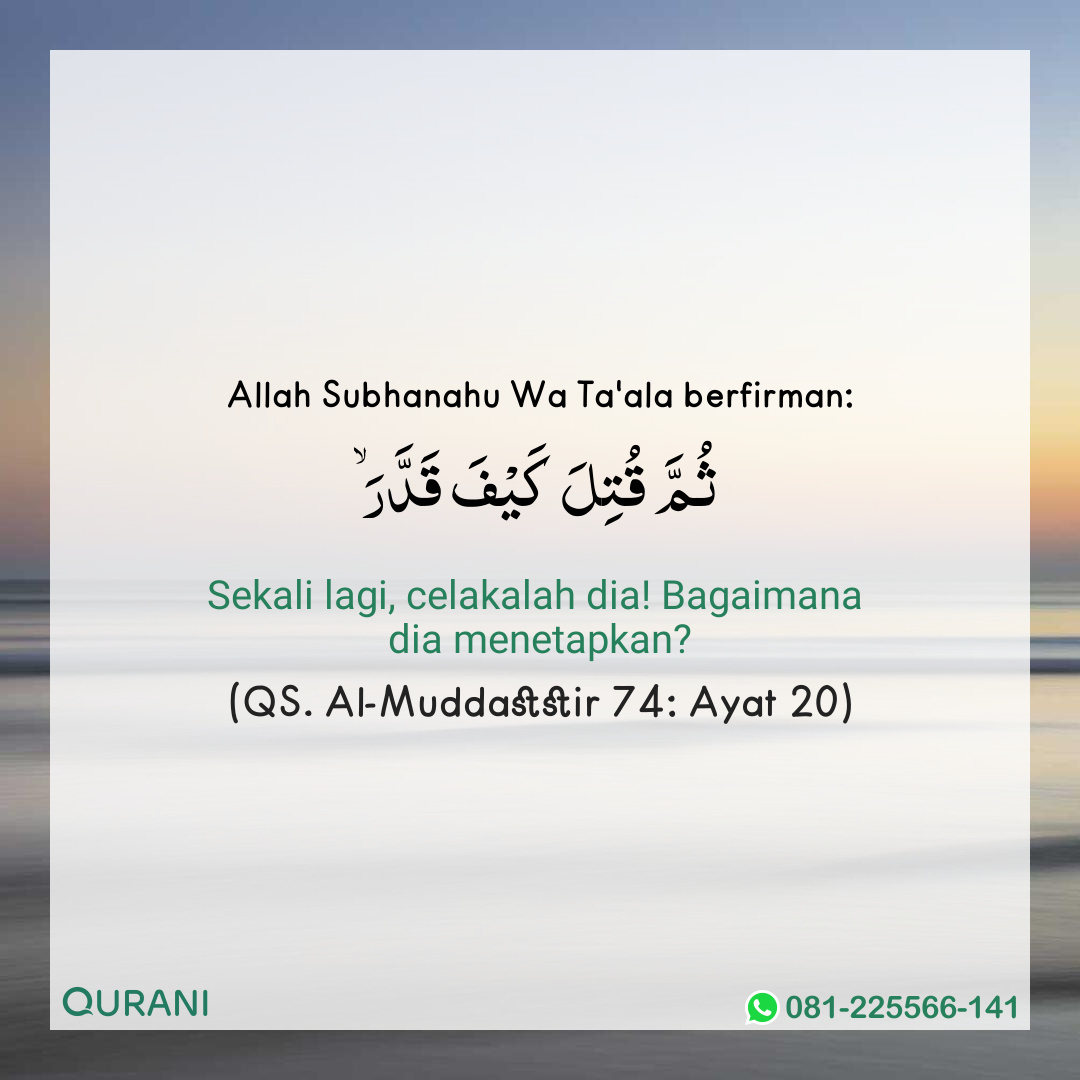 Allah Subhanahu Wa Ta'ala berfirman:
ثُمَّ قُتِلَ كَيْفَ قَدَّرَۙ
Sekali lagi, celakalah dia! Bagaimana
dia menetapkan?
(QS. Al-Muddaststir 74: Ayat 20)
QURANI
081-225566-141